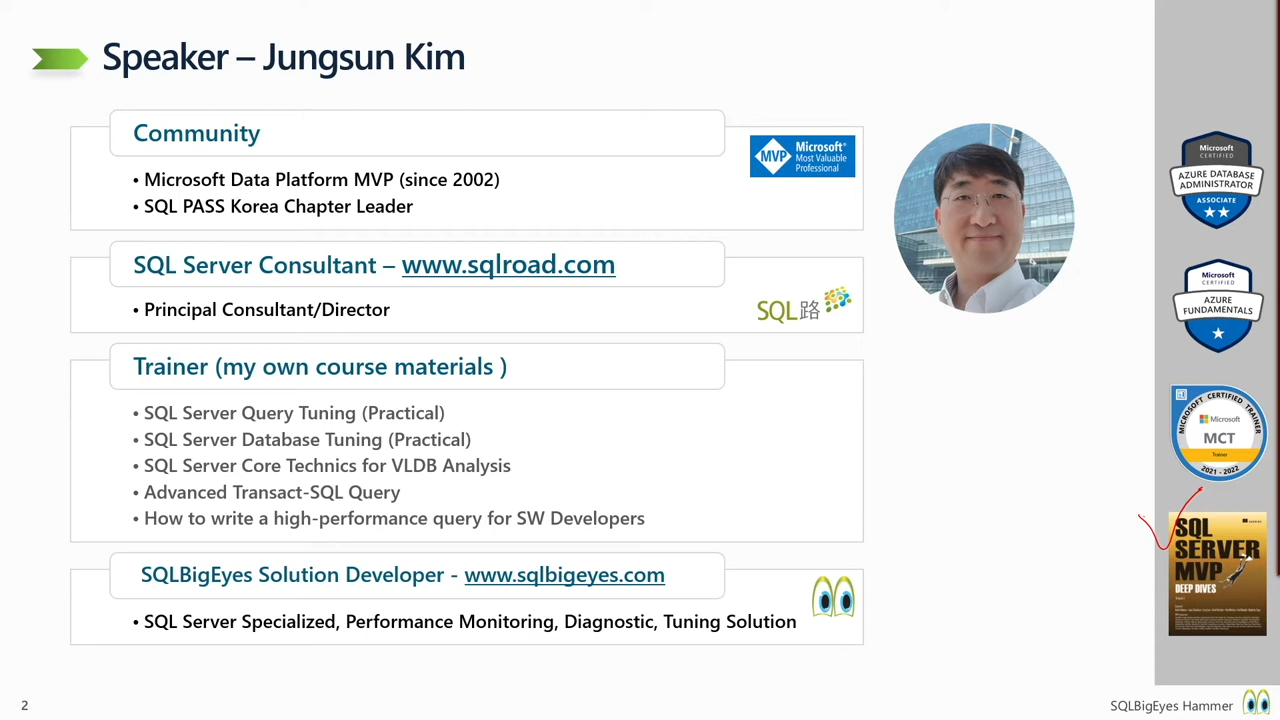 Speaker – Jungsun Kim
Community
• Microsoft Data Platform MVP (since 2002)
• SQL PASS Korea Chapter Leader
MVP
Microsoft®
Most Valuable
Professional
SQL Server Consultant – www.sqlroad.com
• Principal Consultant/Director
SQL路
Trainer (my own course materials )
• SQL Server Query Tuning (Practical)
• SQL Server Database Tuning (Practical)
• SQL Server Core Technics for VLDB Analysis
• Advanced Transact-SQL Query
• How to write a high-performance query for SW Developers
SQLBigEyes Solution Developer - www.sqlbigeyes.com
• SQL Server Specialized, Performance Monitoring, Diagnostic, Tuning Solution
Microsoft
CERTIFIED
AZURE DATABASE
ADMINISTRATOR
ASSOCIATE
Microsoft
CERTIFIED
AZURE
FUNDAMENTALS
MICROSOFT CERTIFIED TRAINER
Microsoft
MCT
Trainer
2021 - 2022
SQL
SERVER
MVP
DEEP DIVES
2
SQLBigEyes Hammer